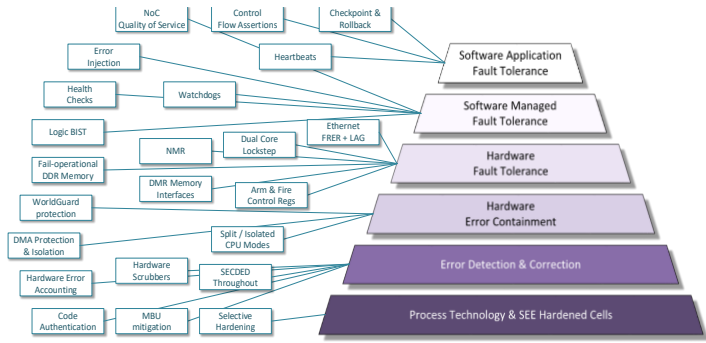 NoC
Quality of Service
Control
Flow Assertions
Checkpoint &
Rollback
Error
Injection
Heartbeats
Software Application
Fault Tolerance
Health
Checks
Watchdogs
Software Managed
Fault Tolerance
Logic BIST
NMR
Dual Core
Lockstep
Ethernet
FRER + LAG
Hardware
Fault Tolerance
Fail-operational
DDR Memory
DMR Memory
Interfaces
Arm & Fire
Control Regs
WorldGuard
protection
Hardware
Error Containment
DMA Protection
& Isolation
Split / Isolated
CPU Modes
Hardware Error
Accounting
Hardware
Scrubbers
SECDED
Throughout
Error Detection & Correction
Code
Authentication
MBU
mitigation
Selective
Hardening
Process Technology & SEE Hardened Cells